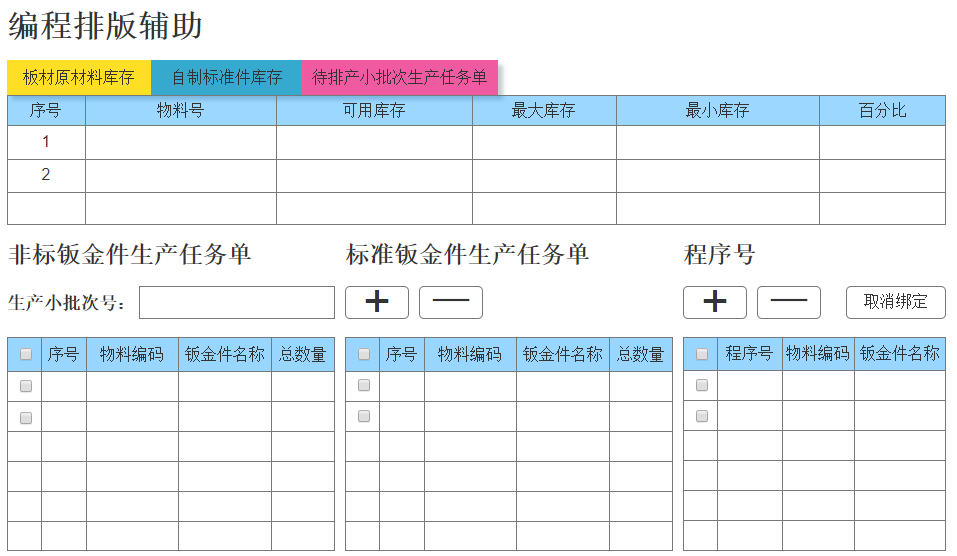 编程排版辅助
板材原材料库存 自制标准件库存 待排产小批次生产任务单
序号 物料号 可用库存 最大库存 最小库存 百分比
1
2
非标钣金件生产任务单 标准钣金件生产任务单 程序号
生产小批次号： + — + — 取消绑定
序号 物料编码 钣金件名称 总数量 序号 物料编码 钣金件名称 总数量 程序号 物料编码 钣金件名称